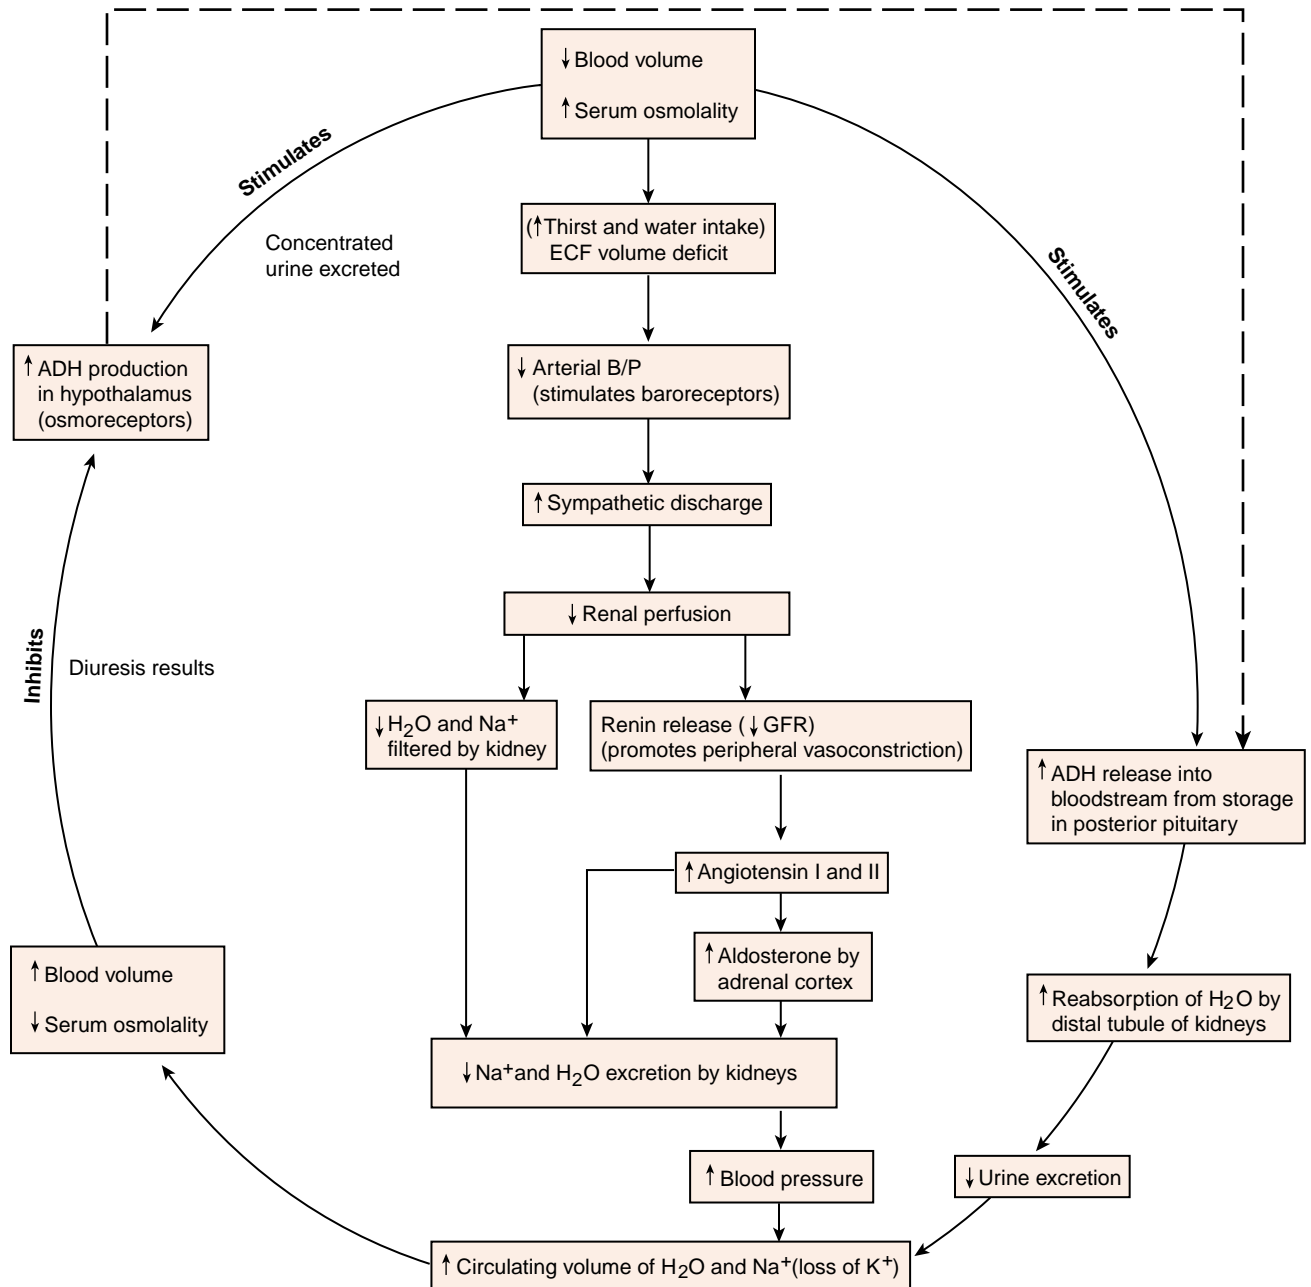 ↓ Blood volume
↑ Serum osmolality
Stimulates
Concentrated
urine excreted
Stimulates
(↑Thirst and water intake)
ECF volume deficit
↓ Arterial B/P
(stimulates baroreceptors)
↑ ADH production
in hypothalamus
(osmoreceptors)
↑ Sympathetic discharge
↓ Renal perfusion
Inhibits
Diuresis results
↓ H₂O and Na⁺
filtered by kidney
Renin release (↓ GFR)
(promotes peripheral vasoconstriction)
↑ ADH release into
bloodstream from storage
in posterior pituitary
↑ Angiotensin I and II
↑ Aldosterone by
adrenal cortex
↑ Blood volume
↓ Serum osmolality
↑ Reabsorption of H₂O by
distal tubule of kidneys
↓ Na⁺and H₂O excretion by kidneys
↑ Blood pressure
↓ Urine excretion
↑ Circulating volume of H₂O and Na⁺(loss of K⁺)